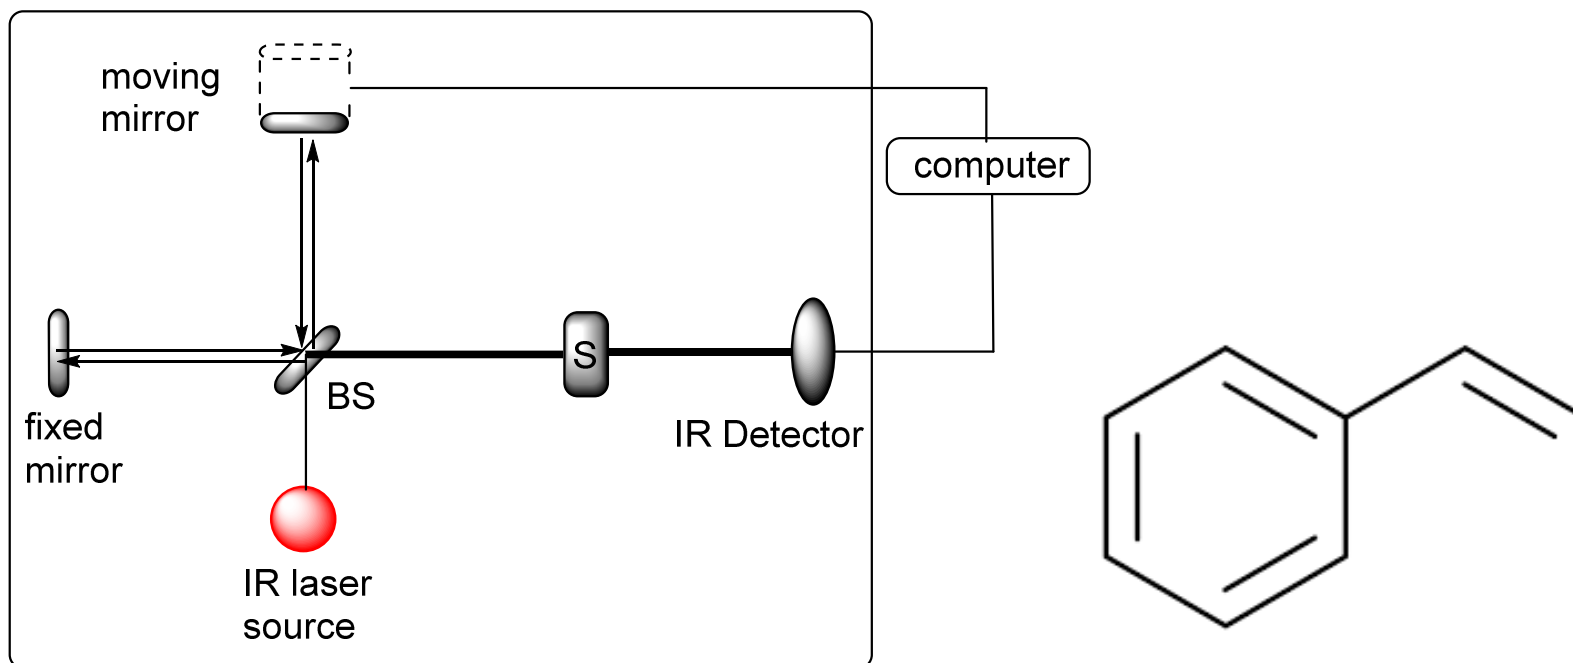 moving
mirror
computer
S
BS
fixed
mirror
IR Detector
IR laser
source